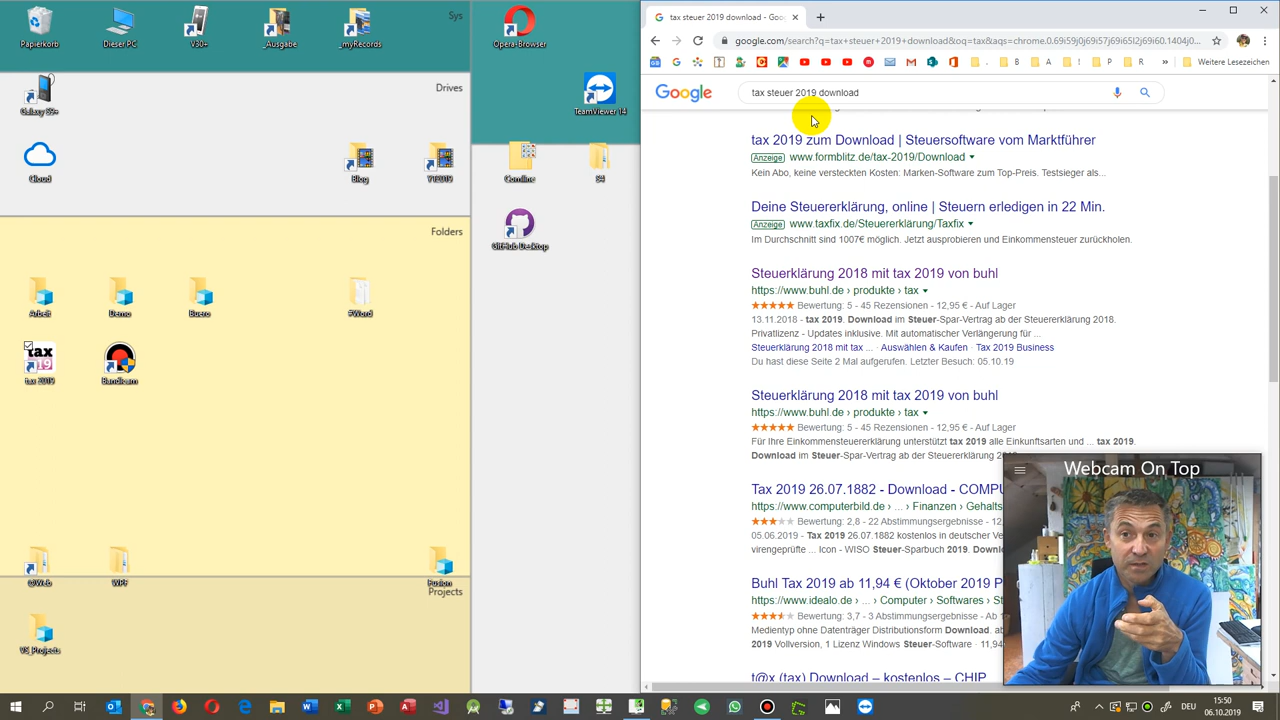 Papierkorb
Dieser PC
V30+
_Ausgabe
_myRecords
Sys
Opera-Browser
Galaxy S9+
Drives
TeamViewer 14
Cloud
Blog
YT2019
Comdirec
S4
Folders
GitHub Desktop
Arbeit
Demo
Buero
#Word
tax 2019
Bandicam
@Web
WPF
Fusion
Projects
VS_Projects
tax steuer 2019 download - Goo
google.com/search?q=tax+steuer+2019+download&oq=tax&aqs=chrome.0.69i59j0j69i57j69i65l2j69i60.1404j0...
B A ! P R » Weitere Lesezeichen
Google
tax steuer 2019 download
tax 2019 zum Download | Steuersoftware vom Marktführer
Anzeige www.formblitz.de/tax-2019/Download
Kein Abo, keine versteckten Kosten: Marken-Software zum Top-Preis. Testsieger als...
Deine Steuererklärung, online | Steuern erledigen in 22 Min.
Anzeige www.taxfix.de/Steuererklärung/Taxfix
Im Durchschnitt sind 1007€ möglich. Jetzt ausprobieren und Einkommensteuer zurückholen.
Steuerklärung 2018 mit tax 2019 von buhl
https://www.buhl.de › produkte › tax
Bewertung: 5 - 45 Rezensionen - 12,95 € - Auf Lager
13.11.2018 - tax 2019. Download im Steuer-Spar-Vertrag ab der Steuererklärung 2018.
Privatlizenz - Updates inklusive. Mit automatischer Verlängerung für ...
Steuerklärung 2018 mit tax ... · Auswählen & Kaufen · Tax 2019 Business
Du hast diese Seite 2 Mal aufgerufen. Letzter Besuch: 05.10.19
Steuerklärung 2018 mit tax 2019 von buhl
https://www.buhl.de › produkte › tax
Bewertung: 5 - 45 Rezensionen - 12,95 € - Auf Lager
Für Ihre Einkommensteuererklärung unterstützt tax 2019 alle Einkunftsarten und ... tax 2019.
Download im Steuer-Spar-Vertrag ab der Steuererklärung
Tax 2019 26.07.1882 - Download - COMPU
https://www.computerbild.de › ... › Finanzen › Gehalts
Bewertung: 2,8 - 22 Abstimmungsergebnisse - 12,
05.06.2019 - Tax 2019 26.07.1882 kostenlos in deutscher Ve
virengeprüfte ... Icon - WISO Steuer-Sparbuch 2019. Downl
Buhl Tax 2019 ab 11,94 € (Oktober 2019 P
https://www.idealo.de › ... › Computer › Softwares › St
Bewertung: 3,7 - 3 Abstimmungsergebnisse - Ab 1
Medientyp ohne Datenträger Distributionsform Download. ab
2019 Vollversion, 1 Lizenz Windows Steuer-Software · 11,94
t@x (tax) Download – kostenlos – CHIP
Webcam On Top
DEU
15:50
06.10.2019